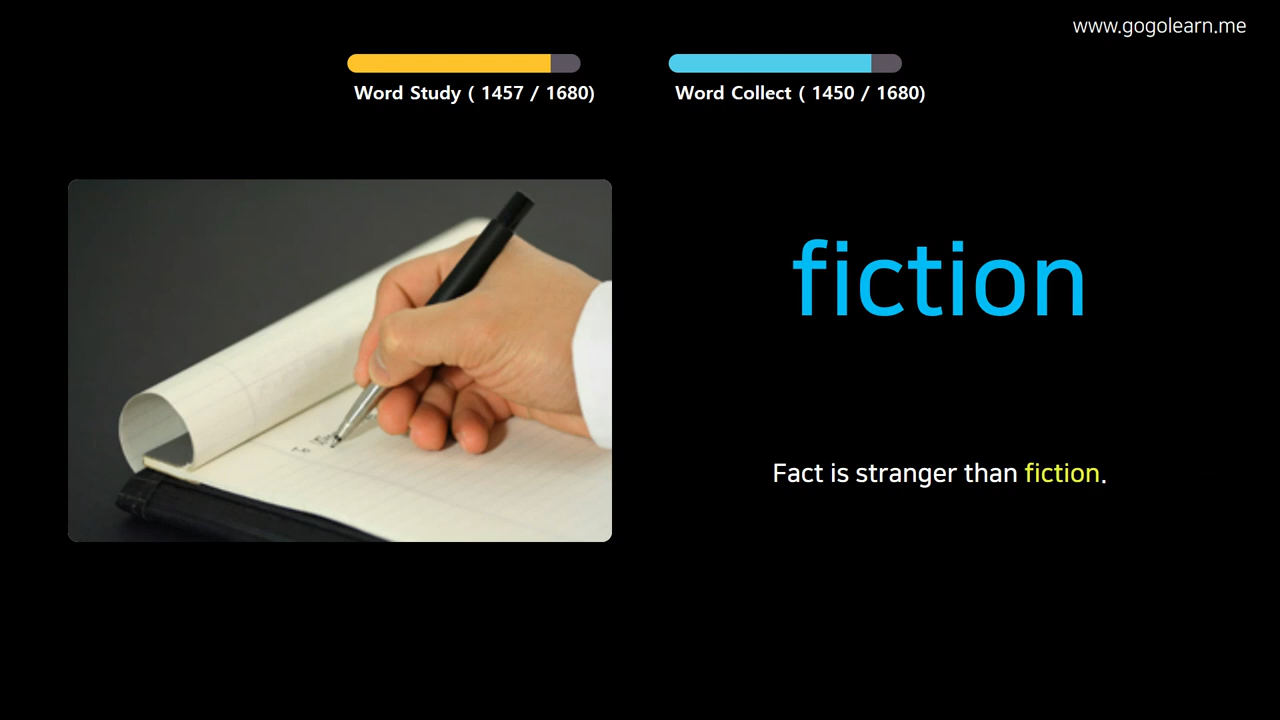 www.gogolearn.me
Word Study ( 1457 / 1680)
Word Collect ( 1450 / 1680)
fiction
Fact is stranger than fiction.